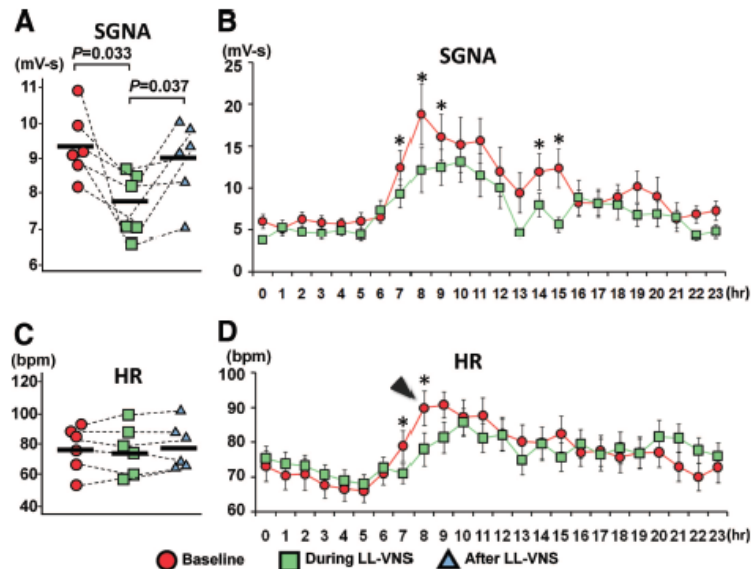 A
SGNA
(mV-s)
P=0.033
P=0.037
11
10
9
8
7
6
B
(mV-s)
SGNA
25
20
15
10
5
0
* * * * *
0 1 2 3 4 5 6 7 8 9 10 11 12 13 14 15 16 17 18 19 20 21 22 23 (hr)
C
(bpm)
HR
120
100
80
60
40
D
(bpm)
HR
100
90
80
70
60
* *
0 1 2 3 4 5 6 7 8 9 10 11 12 13 14 15 16 17 18 19 20 21 22 23 (hr)
Baseline During LL-VNS After LL-VNS